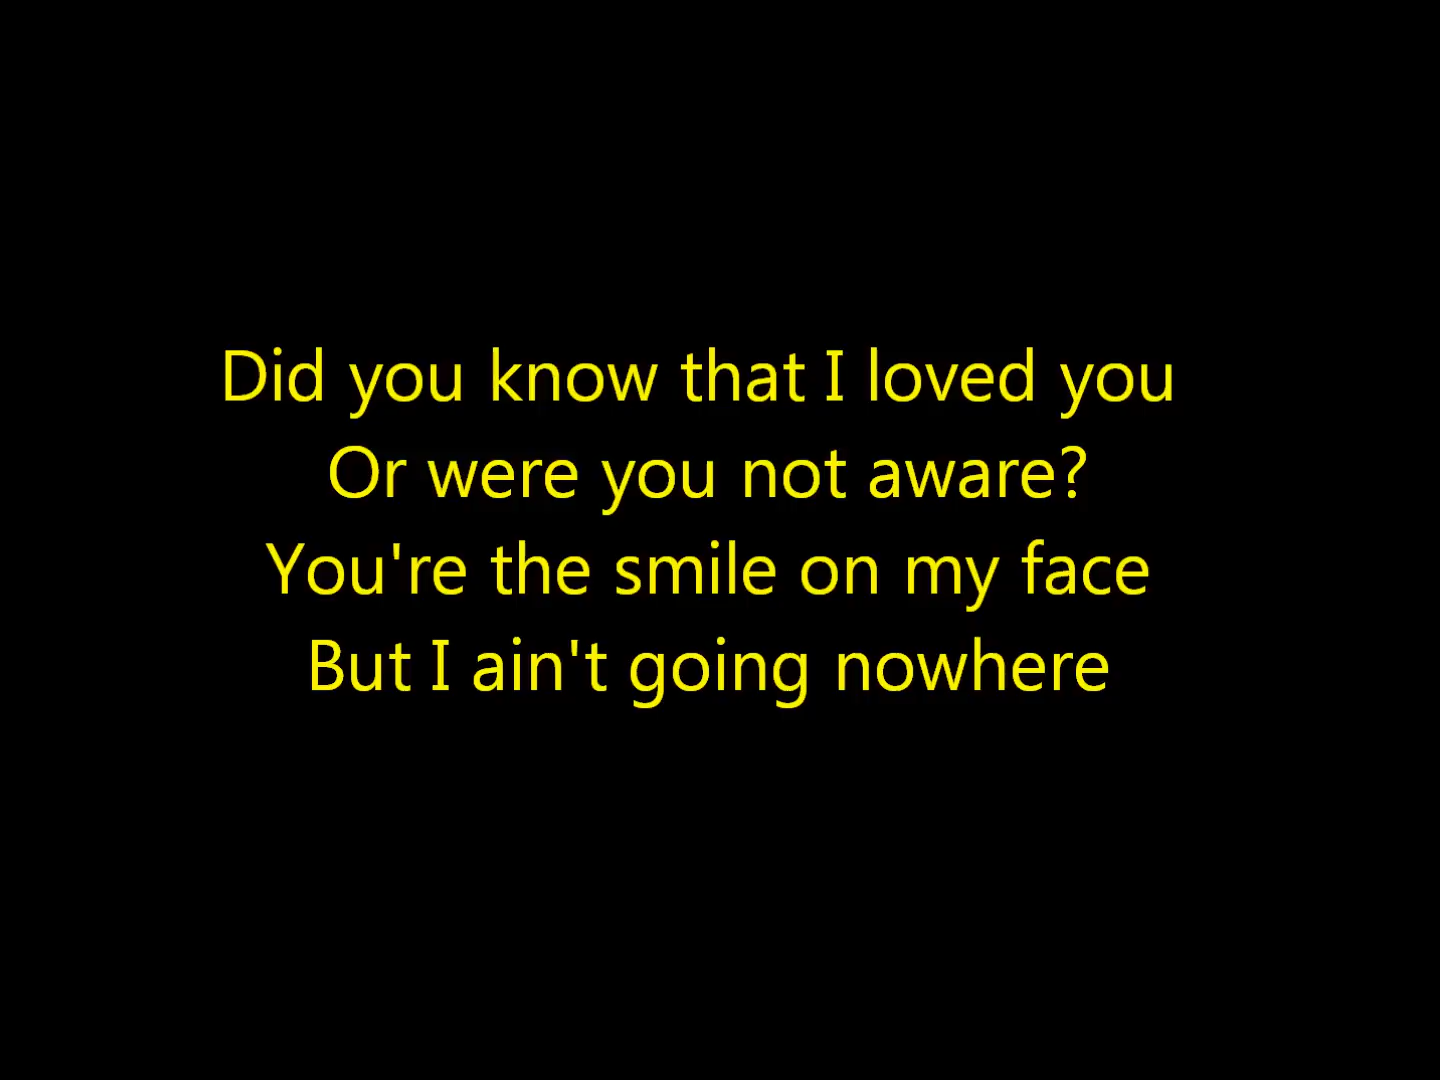 Did you know that I loved you
Or were you not aware?
You're the smile on my face
But I ain't going nowhere